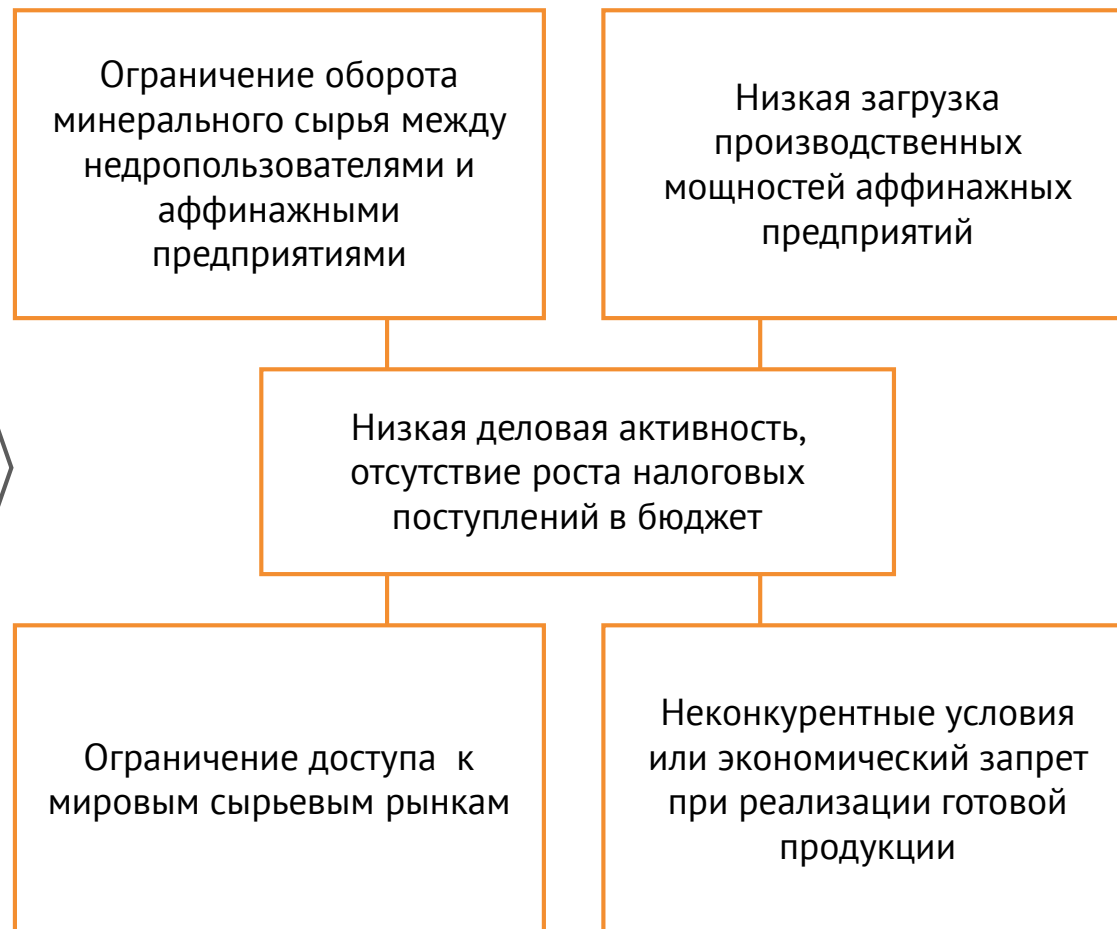 Ограничение оборота
минерального сырья между
недропользователями и
аффинажными
предприятиями
Низкая загрузка
производственных
мощностей аффинажных
предприятий
Низкая деловая активность,
отсутствие роста налоговых
поступлений в бюджет
Ограничение доступа  к
мировым сырьевым рынкам
Неконкурентные условия
или экономический запрет
при реализации готовой
продукции